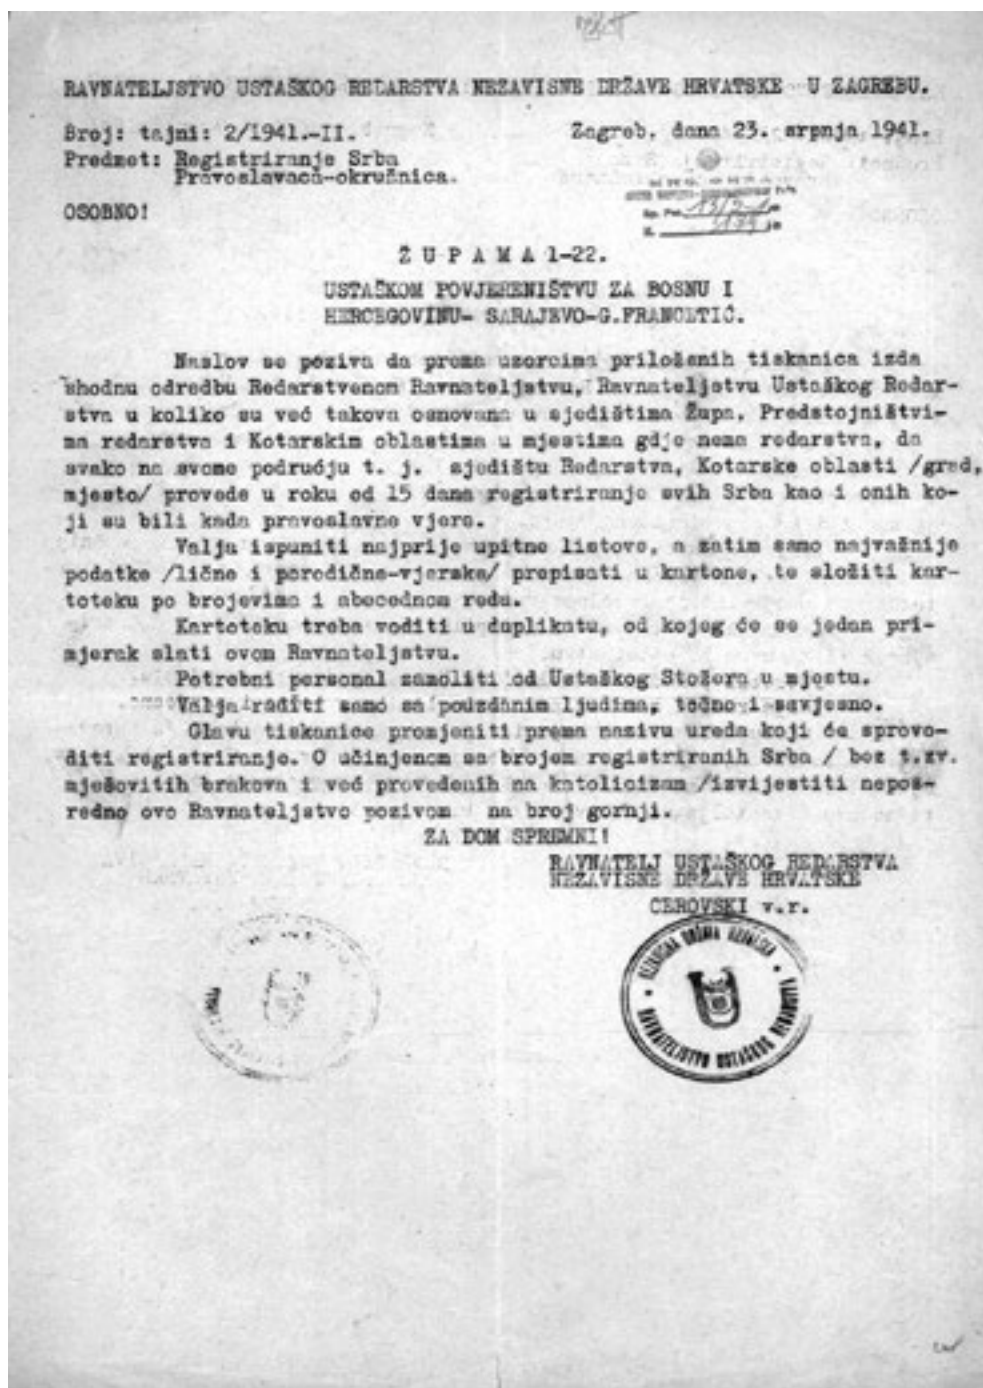 RAVNATELJSTVO USTAŠKOG REDARSTVA NEZAVISNE DRŽAVE HRVATSKE U ZAGREBU.
Broj: tajni: 2/1941.-II. Zagreb, dana 23. srpnja 1941.
Predmet: Registriranje Srba
Pravoslavaca-okružnica.
OSOBNO!
Ž U P A M A 1-22.
USTAŠKOM POVJERENIŠTVU ZA BOSNU I
HERCEGOVINU- SARAJEVO-G.FRANCETIĆ.
Naslov se poziva da prema uzorcima priloženih tiskanica izda
shodnu odredbu Redarstvenom Ravnateljstvu, Ravnateljstvu Ustaškog Redar-
stva u koliko su već takova osnovana u sjedištima Župa. Predstojništvi-
ma redarstva i Kotarskim oblastima u mjestima gdje nema redarstva, da
svako na svome području t. j. sjedištu Redarstva, Kotarske oblasti /grad,
mjesto/ provede u roku od 15 dana registriranje svih Srba kao i onih ko-
ji su bili kada pravoslavne vjere.
Valja ispuniti najprije upitne listove, a zatim samo najvažnije
podatke /lične i porodične-vjerske/ prepisati u kartone, te složiti kar-
toteku po brojevima i abecednom redu.
Kartoteku treba voditi u duplikatu, od kojeg će se jedan pri-
mjerak slati ovom Ravnateljstvu.
Potrebni personal zamoliti od Ustaškog Stožera u mjestu.
Valja raditi samo sa pouzdanim ljudima, točno i savjesno.
Glavu tiskanice promjeniti prema nazivu ureda koji će sprovo-
diti registriranje. O učinjenom sa brojem registriranih Srba / bez t.zv.
mješovitih brakova i već prevedenih na katolicizam /izvijestiti nepos-
redno ovo Ravnateljstvo pozivom na broj gornji.
ZA DOM SPREMNI!
RAVNATELJ USTAŠKOG REDARSTVA
NEZAVISNE DRŽAVE HRVATSKE
CEROVSKI v.r.
NEZAVISNA DRŽAVA HRVATSKA
RAVNATELJSTVO USTAŠKOG REDARSTVA